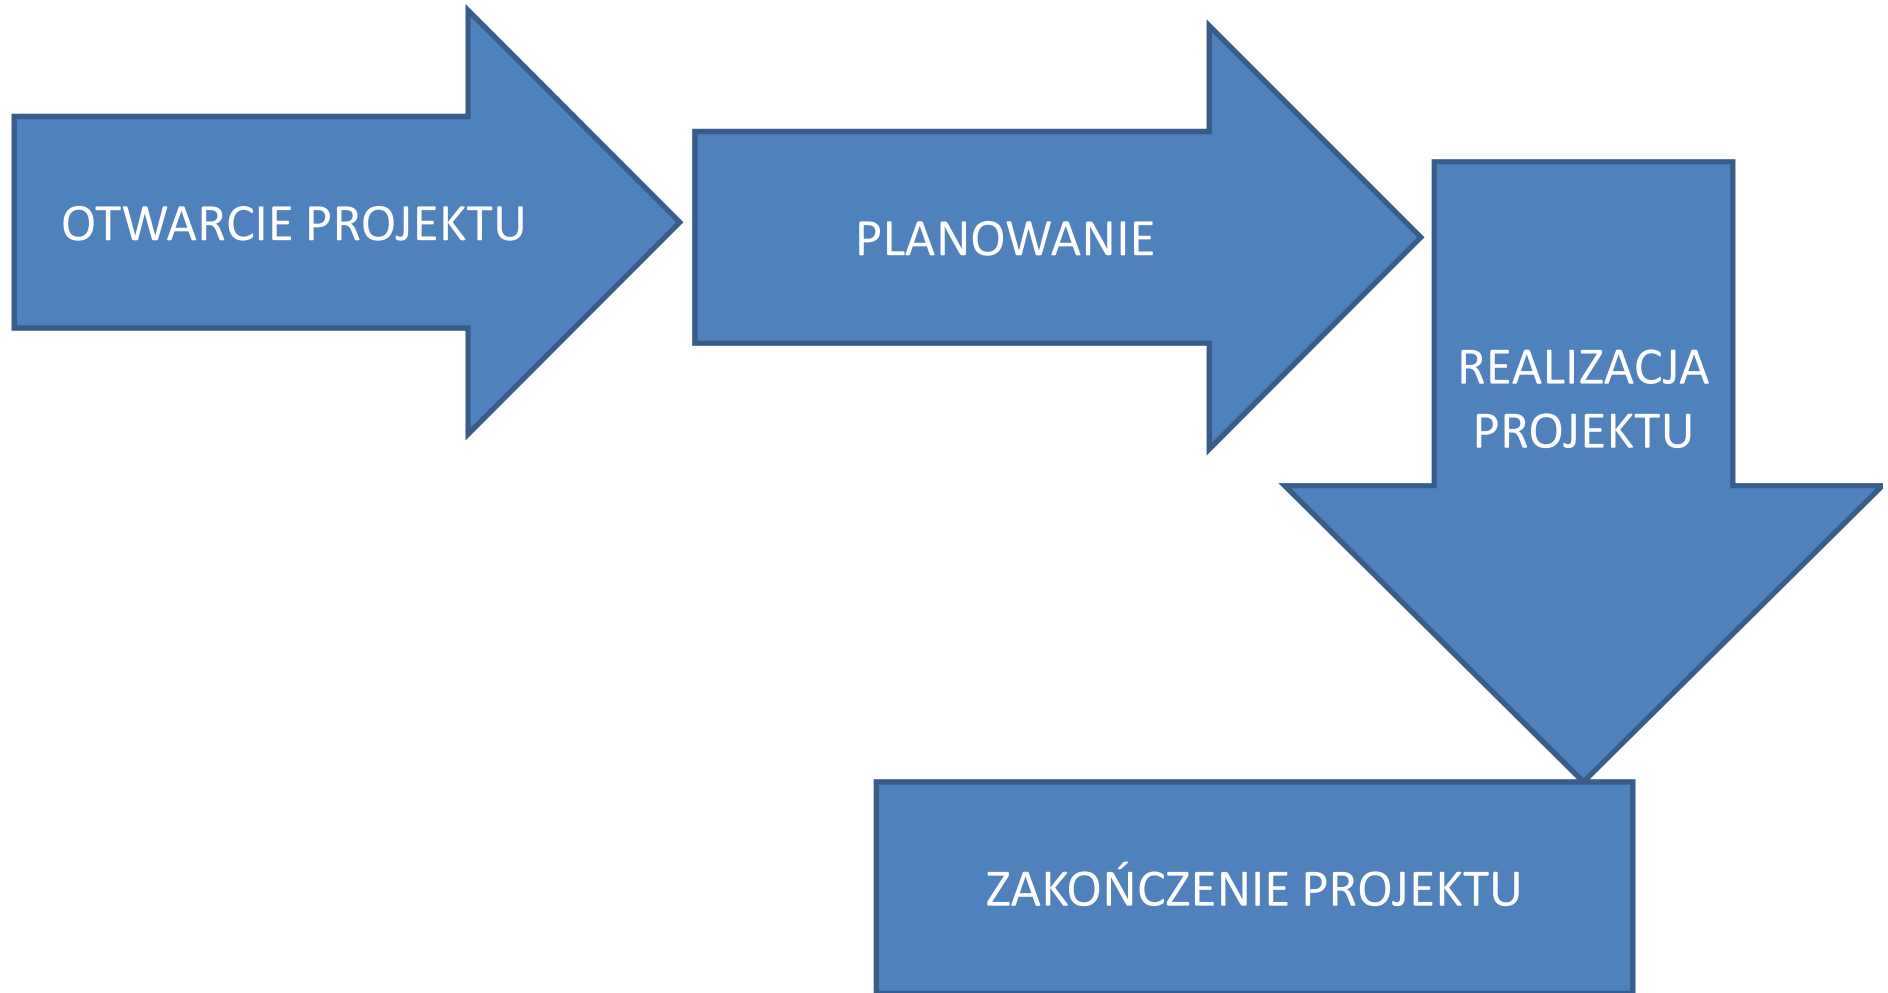 OTWARCIE PROJEKTU
PLANOWANIE
REALIZACJA
PROJEKTU
ZAKOŃCZENIE PROJEKTU